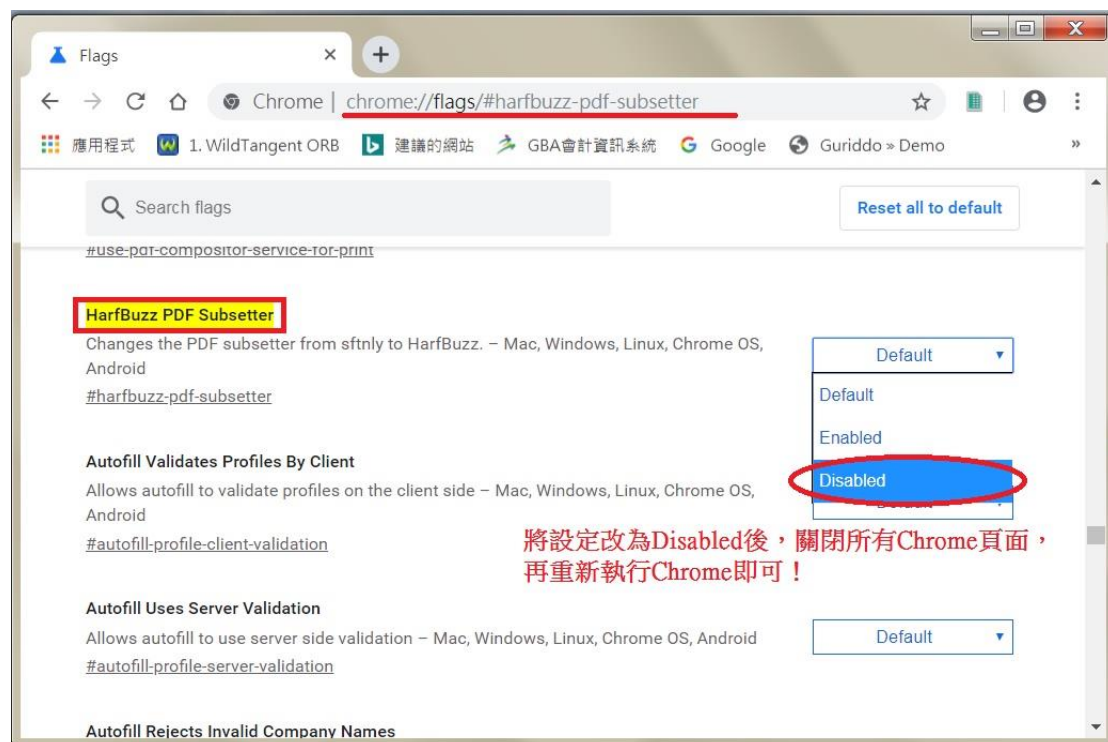 Flags
Chrome | chrome://flags/#harfbuzz-pdf-subsetter
應用程式 1. WildTangent ORB 建議的網站 GBA會計資訊系統 Google Guriddo » Demo »
Search flags
Reset all to default
#use-pdf-compositor-service-for-print
HarfBuzz PDF Subsetter
Changes the PDF subsetter from sftnly to HarfBuzz. – Mac, Windows, Linux, Chrome OS,
Android
#harfbuzz-pdf-subsetter
Default
Default
Enabled
Disabled
Autofill Validates Profiles By Client
Allows autofill to validate profiles on the client side – Mac, Windows, Linux, Chrome OS,
Android
#autofill-profile-client-validation
Default
將設定改為Disabled後，關閉所有Chrome頁面，
再重新執行Chrome即可！
Autofill Uses Server Validation
Allows autofill to use server side validation – Mac, Windows, Linux, Chrome OS, Android
#autofill-profile-server-validation
Default
Autofill Rejects Invalid Company Names